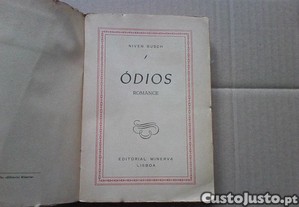 NIVEN BUSCH
ÓDIOS
ROMANCE
EDITORIAL MINERVA
LISBOA
CustoJusto.pt